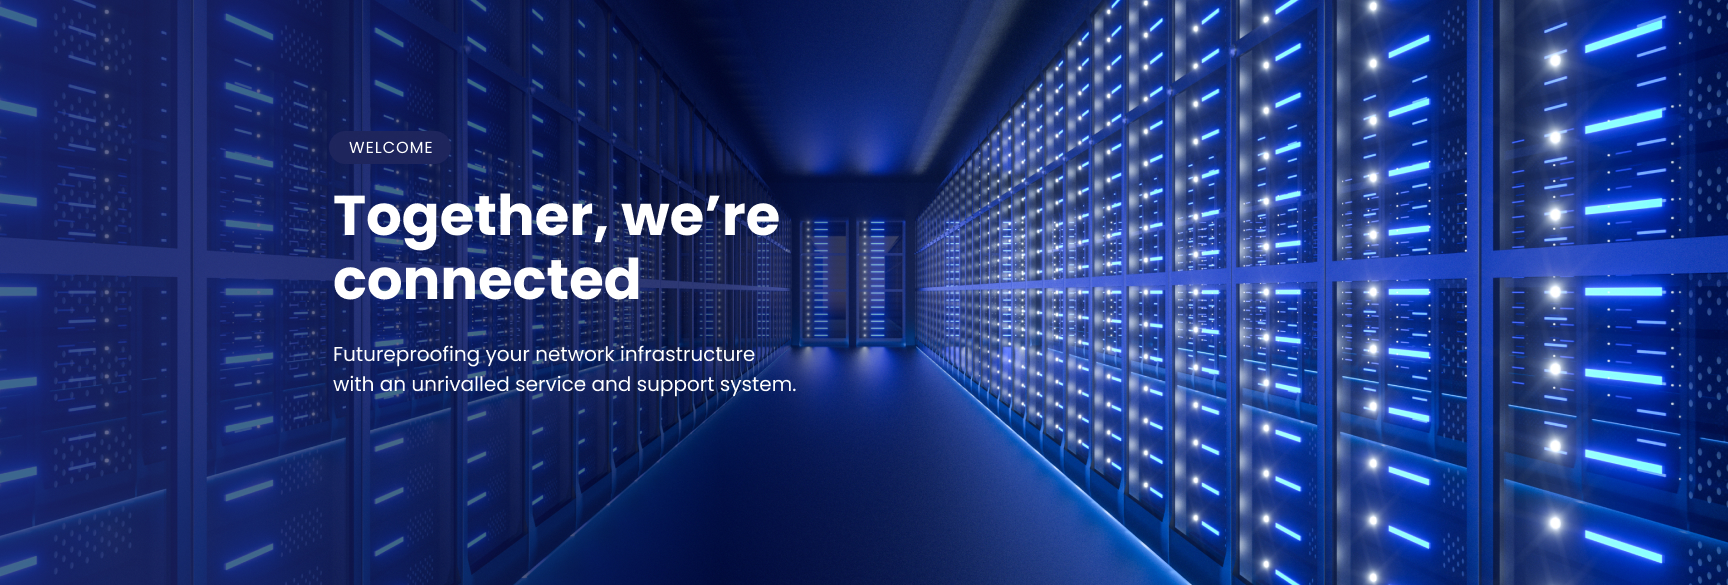 WELCOME
Together, we’re
connected
Futureproofing your network infrastructure
with an unrivalled service and support system.